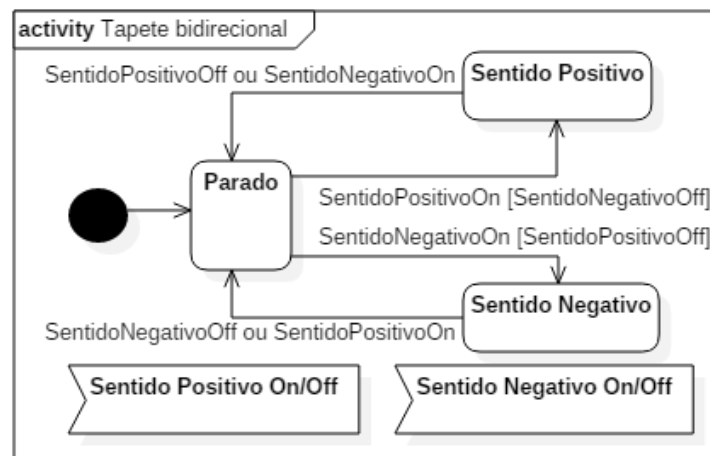 activity Tapete bidirecional
SentidoPositivoOff ou SentidoNegativoOn
Sentido Positivo
Parado
SentidoPositivoOn [SentidoNegativoOff]
SentidoNegativoOn [SentidoPositivoOff]
Sentido Negativo
SentidoNegativoOff ou SentidoPositivoOn
Sentido Positivo On/Off
Sentido Negativo On/Off